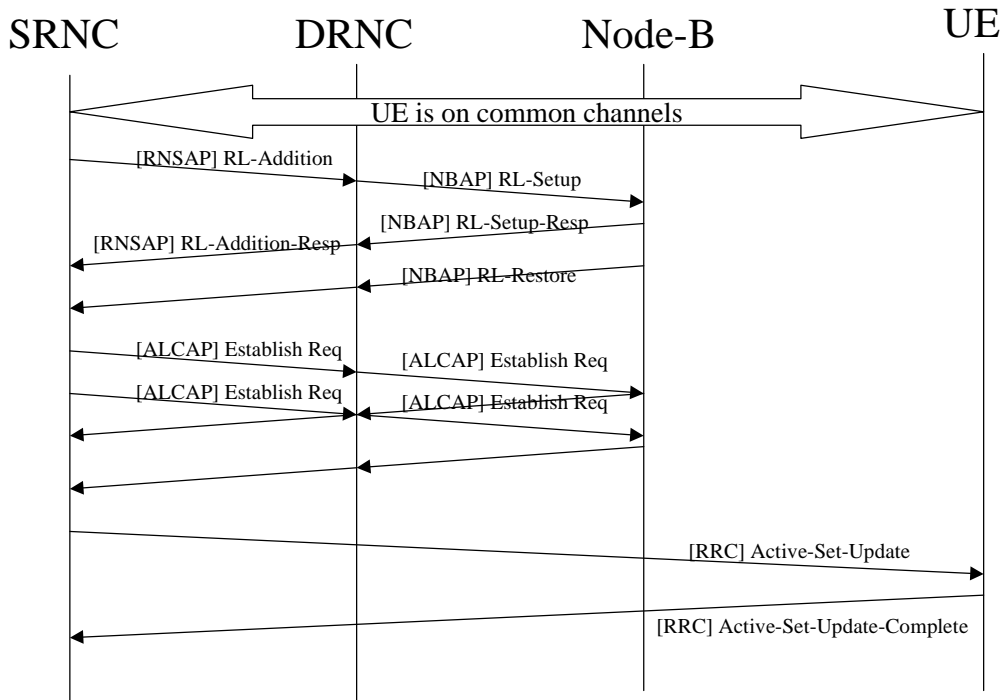 SRNC DRNC Node-B UE
UE is on common channels
[RNSAP] RL-Addition
[NBAP] RL-Setup
[NBAP] RL-Setup-Resp
[RNSAP] RL-Addition-Resp
[NBAP] RL-Restore
[ALCAP] Establish Req
[ALCAP] Establish Req
[ALCAP] Establish Req
[ALCAP] Establish Req
[RRC] Active-Set-Update
[RRC] Active-Set-Update-Complete